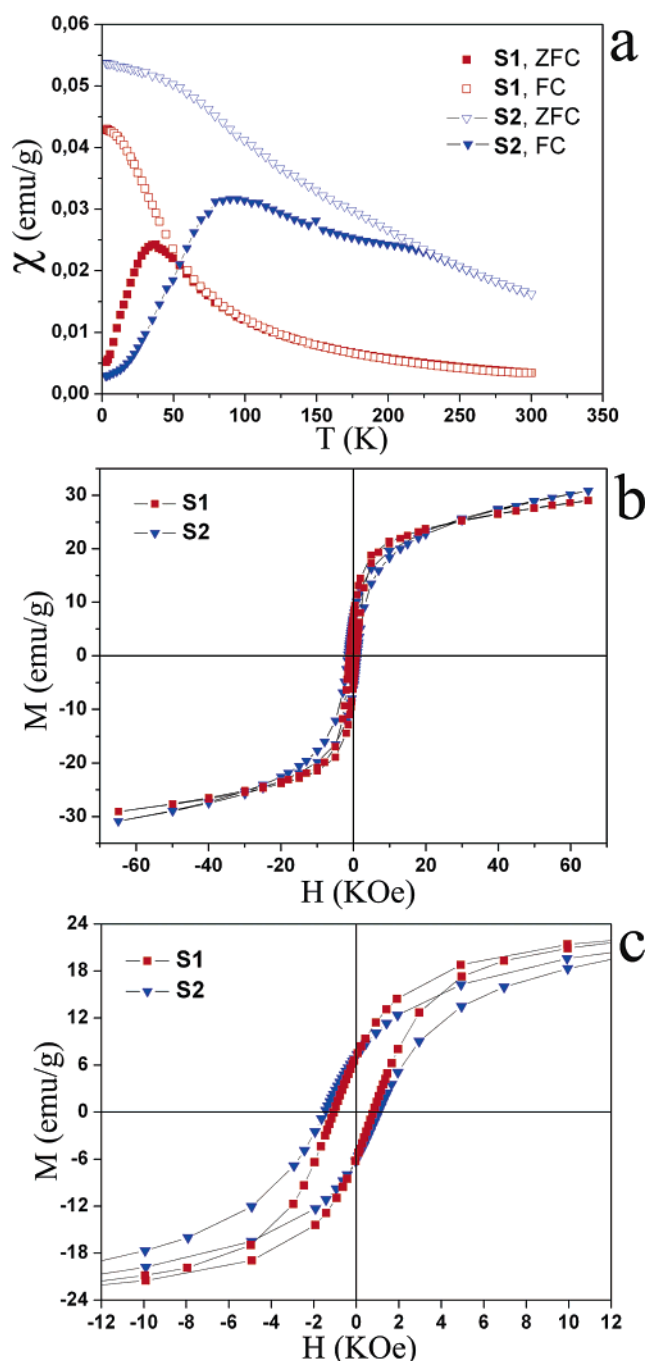 0,06
0,05
0,04
0,03
0,02
0,01
0,00
χ (emu/g)
a
S1, ZFC
S1, FC
S2, ZFC
S2, FC
0 50 100 150 200 250 300 350
T (K)
30
20
10
0
-10
-20
-30
M (emu/g)
S1
S2
b
-60 -40 -20 0 20 40 60
H (KOe)
24
18
12
6
0
-6
-12
-18
-24
M (emu/g)
S1
S2
c
-12 -10 -8 -6 -4 -2 0 2 4 6 8 10 12
H (KOe)